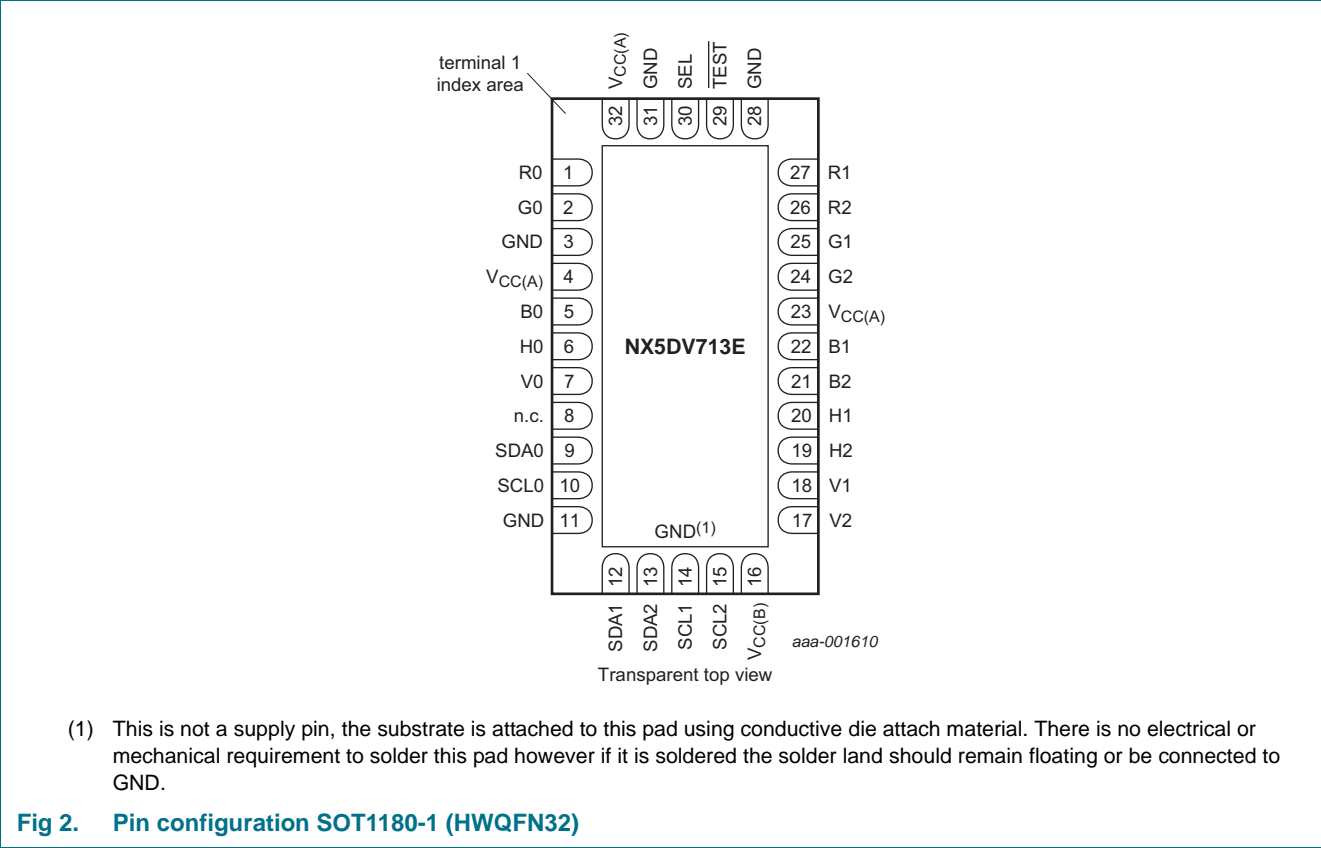 terminal 1
index area
VCC(A)
GND
SEL
TEST
GND
32
31
30
29
28
R0 1
G0 2
GND 3
VCC(A) 4
B0 5
H0 6
V0 7
n.c. 8
SDA0 9
SCL0 10
GND 11
NX5DV713E
27 R1
26 R2
25 G1
24 G2
23 VCC(A)
22 B1
21 B2
20 H1
19 H2
18 V1
17 V2
GND(1)
12
13
14
15
16
SDA1
SDA2
SCL1
SCL2
VCC(B)
aaa-001610
Transparent top view
(1) This is not a supply pin, the substrate is attached to this pad using conductive die attach material. There is no electrical or
mechanical requirement to solder this pad however if it is soldered the solder land should remain floating or be connected to
GND.
Fig 2. Pin configuration SOT1180-1 (HWQFN32)